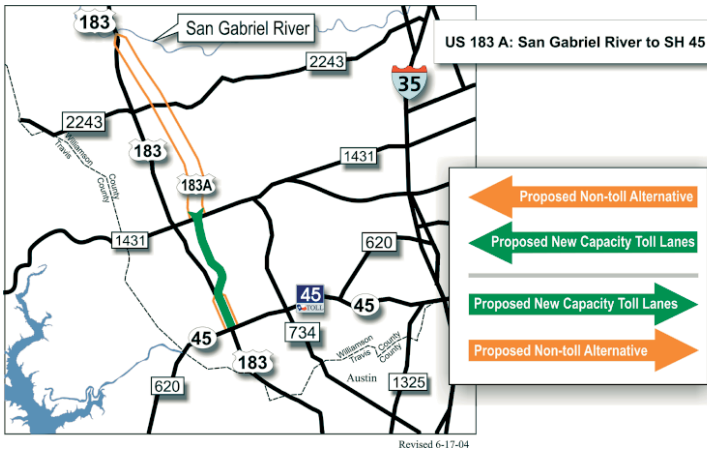 183
San Gabriel River
US 183 A: San Gabriel River to SH 45
2243
35
2243
183
Williamson
Travis
County
County
183A
1431
1431
620
45
TOLL
45
45
734
183
Williamson
Travis
County
County
Austin
620
1325
Proposed Non-toll Alternative
Proposed New Capacity Toll Lanes
Proposed New Capacity Toll Lanes
Proposed Non-toll Alternative
Revised 6-17-04